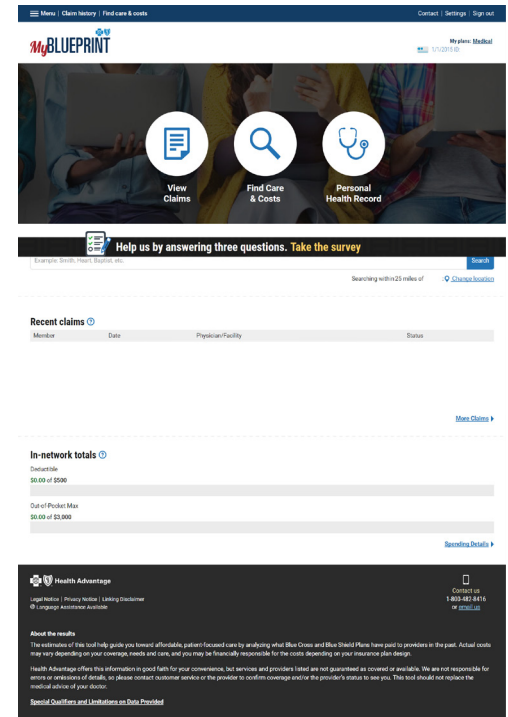 Menu | Claim history | Find care & costs
Contact | Settings | Sign out
MyBLUEPRINT
My plans: Medical
1/1/2015 ID:
View Claims
Find Care & Costs
Personal Health Record
Help us by answering three questions. Take the survey
Example: Smith, Heart, Baptist, etc.
Search
Searching within 25 miles of
Change location
Recent claims
Member Date Physician/Facility Status
More Claims
In-network totals
Deductible
$0.00 of $500
Out-of-Pocket Max
$0.00 of $3,000
Spending Details
Health Advantage
Contact us
1-800-482-8416
or email us
Legal Notice | Privacy Notice | Linking Disclaimer
Language Assistance Available
About the results
The estimates of this tool help guide you toward affordable, patient-focused care by analyzing what Blue Cross and Blue Shield Plans have paid to providers in the past. Actual costs
may vary depending on your coverage, needs and care, and you may be financially responsible for the costs depending on your insurance plan design.
Health Advantage offers this information in good faith for your convenience, but services and providers listed are not guaranteed as covered or available. We are not responsible for
errors or omissions of details, so please contact customer service or the provider to confirm coverage and/or the provider's status to see you. This tool should not replace the
medical advice of your doctor.
Special Qualifiers and Limitations on Data Provided